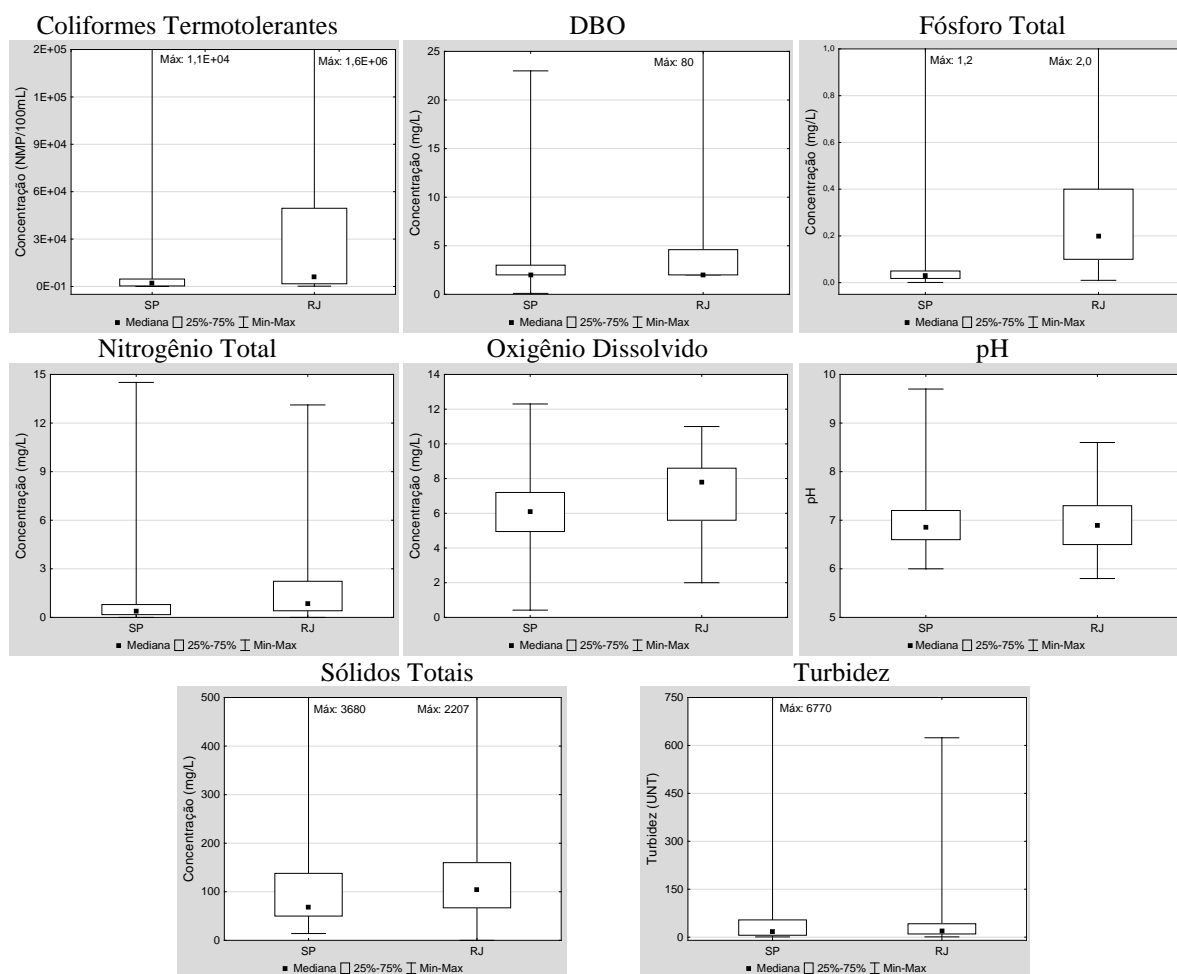 Coliformes Termotolerantes
Concentração (NMP/100mL)
2E+05
1E+05
9E+04
6E+04
3E+04
0E-01
Máx: 1,1E+04
Máx: 1,6E+06
SP
RJ
Mediana 25%-75% Min-Max
DBO
Concentração (mg/L)
25
20
15
10
5
0
Máx: 80
SP
RJ
Mediana 25%-75% Min-Max
Fósforo Total
Concentração (mg/L)
1,0
0,8
0,6
0,4
0,2
0,0
Máx: 1,2
Máx: 2,0
SP
RJ
Mediana 25%-75% Min-Max
Nitrogênio Total
Concentração (mg/L)
15
12
9
6
3
0
SP
RJ
Mediana 25%-75% Min-Max
Oxigênio Dissolvido
Concentração (mg/L)
14
12
10
8
6
4
2
0
SP
RJ
Mediana 25%-75% Min-Max
pH
pH
10
9
8
7
6
5
SP
RJ
Mediana 25%-75% Min-Max
Sólidos Totais
Concentração (mg/L)
500
400
300
200
100
0
Máx: 3680
Máx: 2207
SP
RJ
Mediana 25%-75% Min-Max
Turbidez
Turbidez (UNT)
750
600
450
300
150
0
Máx: 6770
SP
RJ
Mediana 25%-75% Min-Max